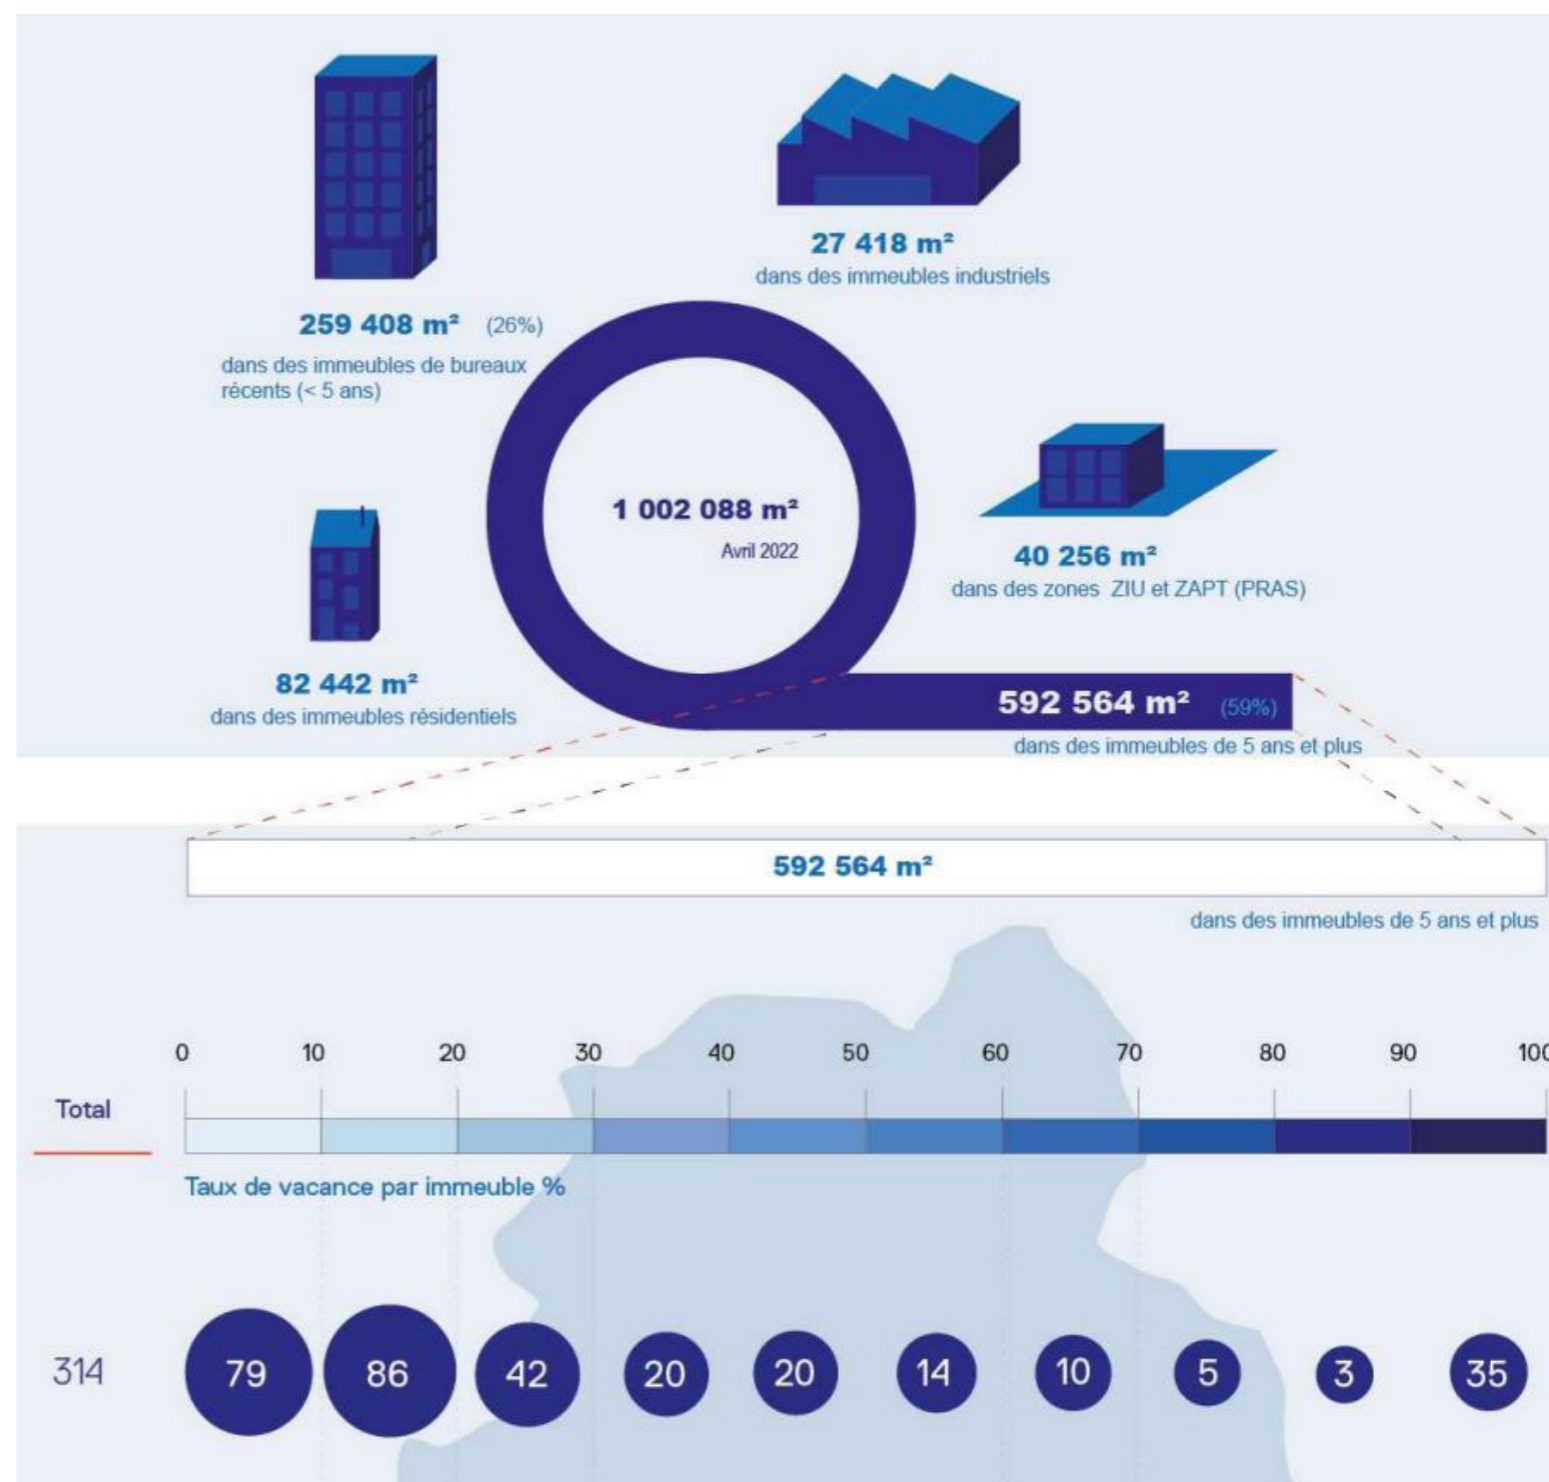 27 418 m²
dans des immeubles industriels
259 408 m² (26%)
dans des immeubles de bureaux
récents (< 5 ans)
1 002 088 m²
Avril 2022
40 256 m²
dans des zones ZIU et ZAPT (PRAS)
82 442 m²
dans des immeubles résidentiels
592 564 m² (59%)
dans des immeubles de 5 ans et plus
592 564 m²
dans des immeubles de 5 ans et plus
0 10 20 30 40 50 60 70 80 90 100
Total
Taux de vacance par immeuble %
314 79 86 42 20 20 14 10 5 3 35